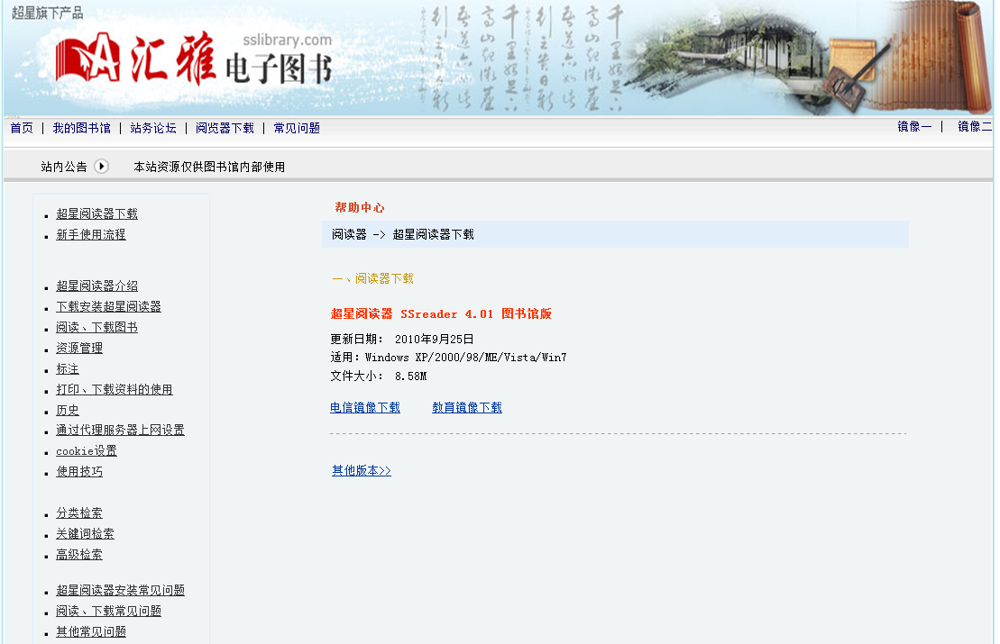 超星旗下产品
sslibrary.com
汇雅电子图书
首页 | 我的图书馆 | 站务论坛 | 阅览器下载 | 常见问题
镜像一 | 镜像二
站内公告 本站资源仅供图书馆内部使用
超星阅读器下载
新手使用流程
超星阅读器介绍
下载安装超星阅读器
阅读、下载图书
资源管理
标注
打印、下载资料的使用
历史
通过代理服务器上网设置
cookie设置
使用技巧
分类检索
关键词检索
高级检索
超星阅读器安装常见问题
阅读、下载常见问题
其他常见问题
帮助中心
阅读器 -> 超星阅读器下载
一、阅读器下载
超星阅读器 SSreader 4.01 图书馆版
更新日期： 2010年9月25日
适用：Windows XP/2000/98/ME/Vista/Win7
文件大小： 8.58M
电信镜像下载 教育镜像下载
其他版本>>